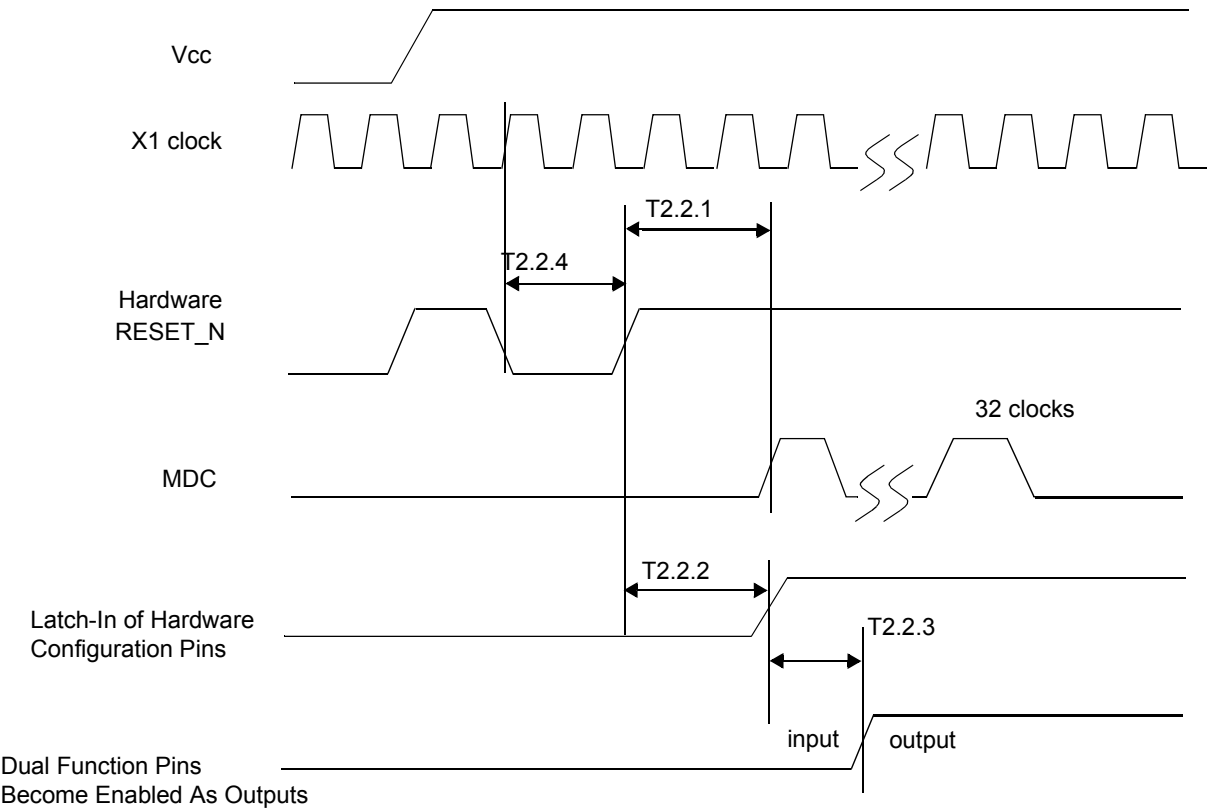 Vcc
X1 clock
T2.2.1
T2.2.4
Hardware
RESET_N
32 clocks
MDC
T2.2.2
Latch-In of Hardware
Configuration Pins
T2.2.3
input
output
Dual Function Pins
Become Enabled As Outputs